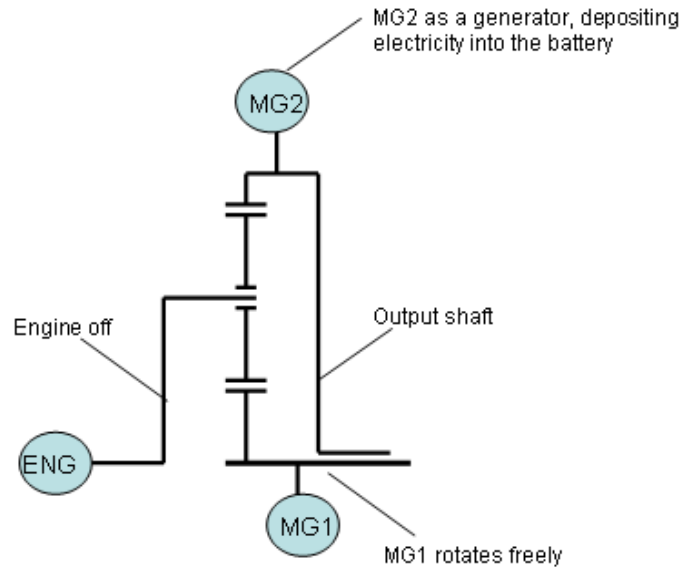 MG2 as a generator, depositing
electricity into the battery
MG2
Engine off
Output shaft
ENG
MG1
MG1 rotates freely